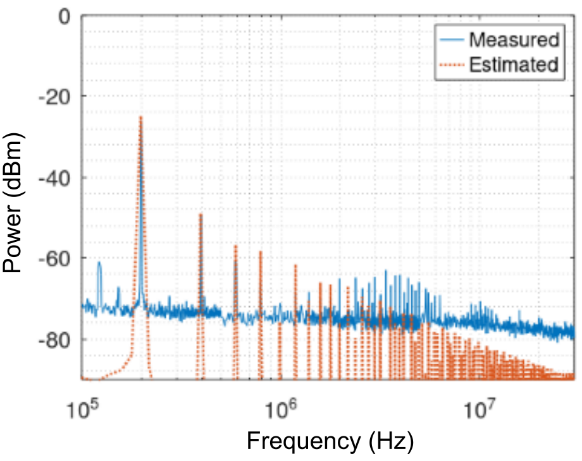 0
-20
-40
-60
-80
Power (dBm)
Measured
Estimated
10^5
10^6
10^7
Frequency (Hz)